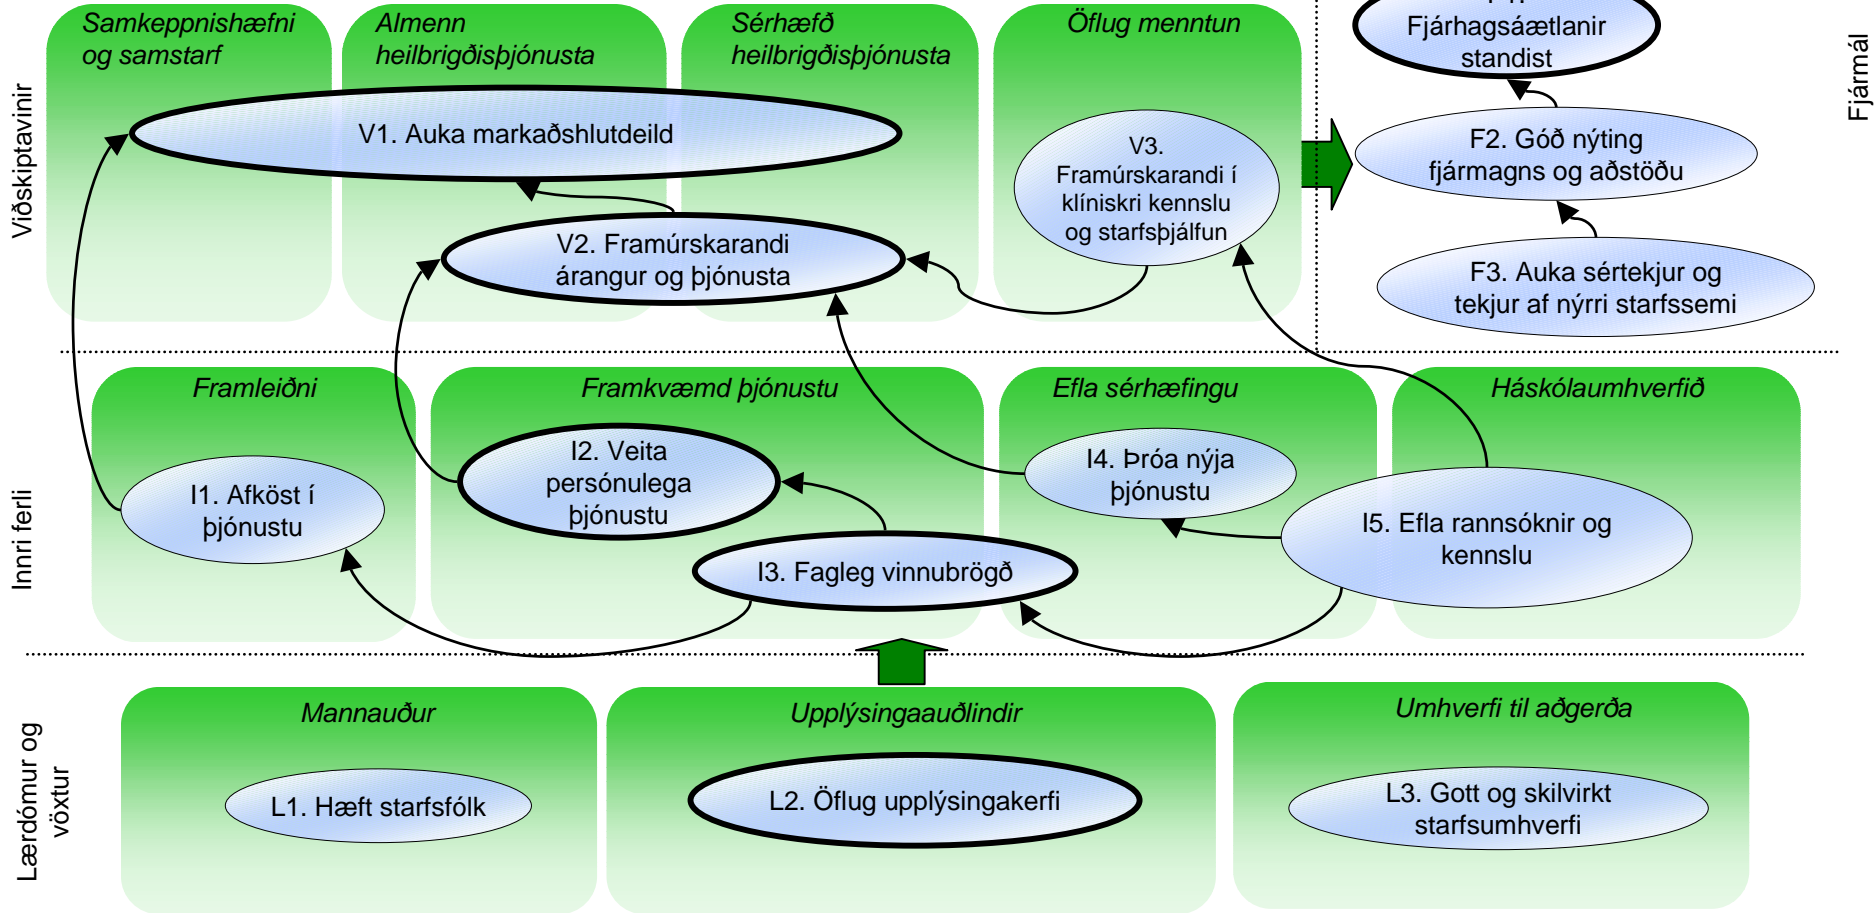 Samkeppnishæfni
og samstarf
Almenn
heilbrigðisþjónusta
Sérhæfð
heilbrigðisþjónusta
Öflug menntun
Fjárhagsáætlanir
standist
Viðskiptavinir
Fjármál
V1. Auka markaðshlutdeild
V3.
Framúrskarandi í
klíniskri kennslu
og starfsþjálfun
F2. Góð nýting
fjármagns og aðstöðu
V2. Framúrskarandi
árangur og þjónusta
F3. Auka sértekjur og
tekjur af nýrri starfssemi
Innri ferli
Framleiðni
Framkvæmd þjónustu
Efla sérhæfingu
Háskólaumhverfið
I1. Afköst í
þjónustu
I2. Veita
persónulega
þjónustu
I4. Þróa nýja
þjónustu
I5. Efla rannsóknir og
kennslu
I3. Fagleg vinnubrögð
Lærdómur og
vöxtur
Mannauður
Upplýsingaauðlindir
Umhverfi til aðgerða
L1. Hæft starfsfólk
L2. Öflug upplýsingakerfi
L3. Gott og skilvirkt
starfsumhverfi